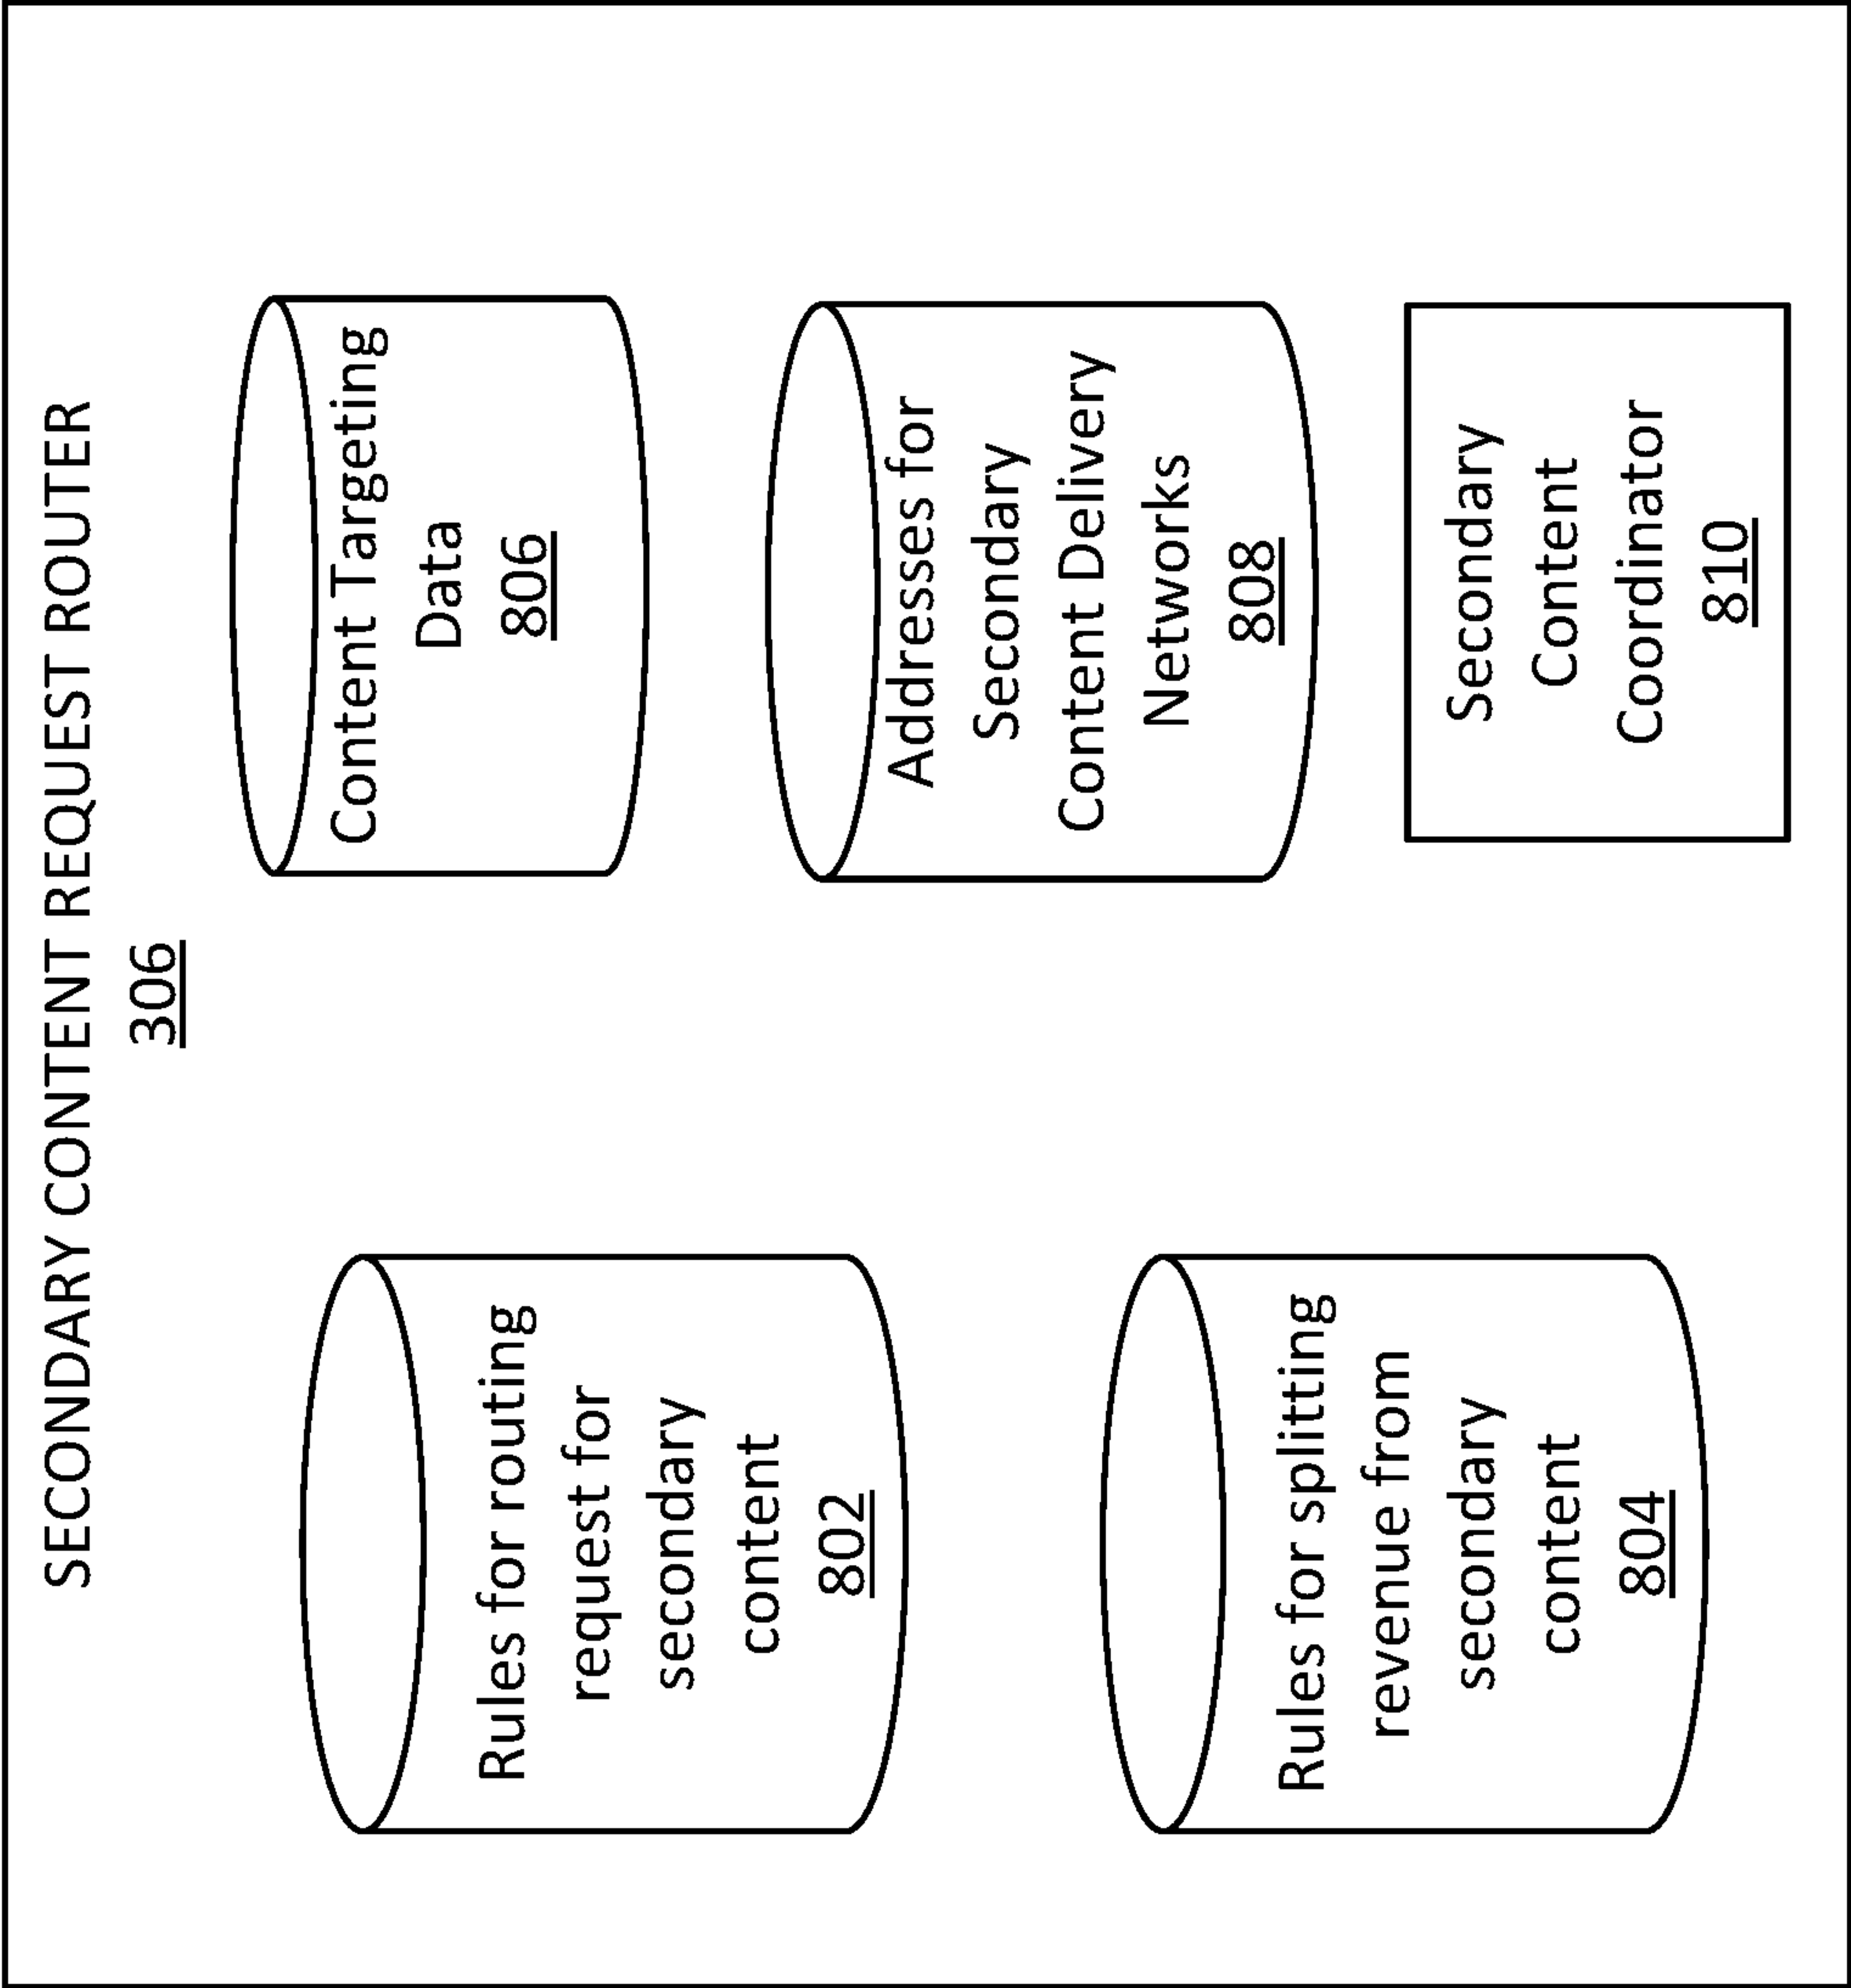 SECONDARY CONTENT REQUEST ROUTER
306
Rules for routing
request for
secondary
content
802
Rules for splitting
revenue from
secondary
content
804
Content Targeting
Data
806
Addresses for
Secondary
Content Delivery
Networks
808
Secondary
Content
Coordinator
810